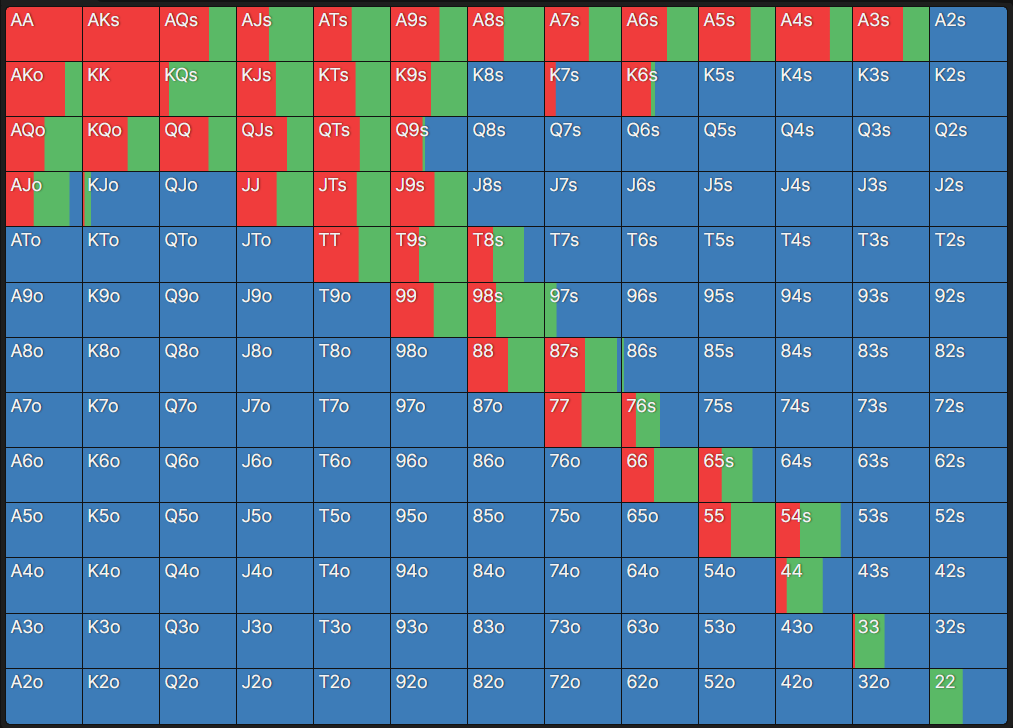 AA AKs AQs AJs ATs A9s A8s A7s A6s A5s A4s A3s A2s
AKo KK KQs KJs KTs K9s K8s K7s K6s K5s K4s K3s K2s
AQo KQo QQ QJs QTs Q9s Q8s Q7s Q6s Q5s Q4s Q3s Q2s
AJo KJo QJo JJ JTs J9s J8s J7s J6s J5s J4s J3s J2s
ATo KTo QTo JTo TT T9s T8s T7s T6s T5s T4s T3s T2s
A9o K9o Q9o J9o T9o 99 98s 97s 96s 95s 94s 93s 92s
A8o K8o Q8o J8o T8o 98o 88 87s 86s 85s 84s 83s 82s
A7o K7o Q7o J7o T7o 97o 87o 77 76s 75s 74s 73s 72s
A6o K6o Q6o J6o T6o 96o 86o 76o 66 65s 64s 63s 62s
A5o K5o Q5o J5o T5o 95o 85o 75o 65o 55 54s 53s 52s
A4o K4o Q4o J4o T4o 94o 84o 74o 64o 54o 44 43s 42s
A3o K3o Q3o J3o T3o 93o 83o 73o 63o 53o 43o 33 32s
A2o K2o Q2o J2o T2o 92o 82o 72o 62o 52o 42o 32o 22